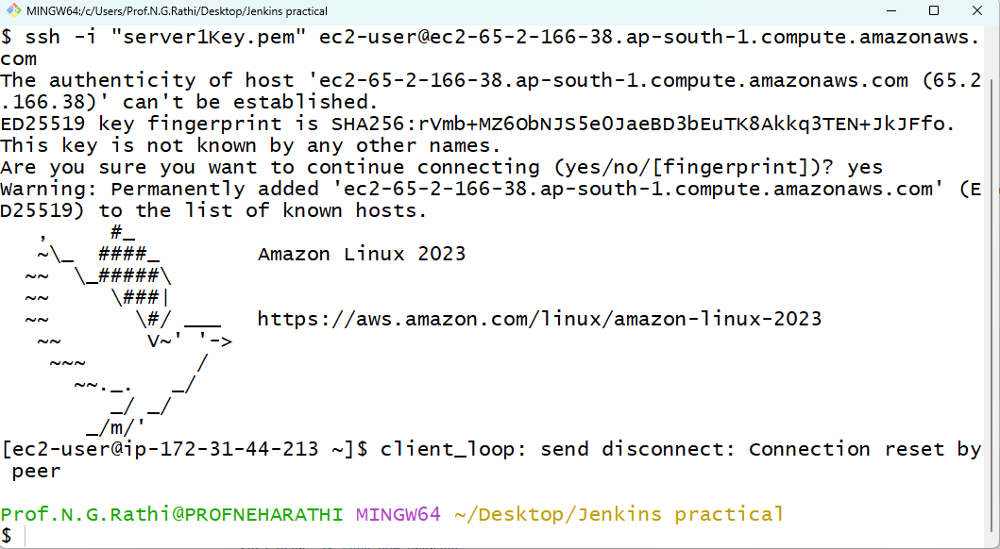 MINGW64:/c/Users/Prof.N.G.Rathi/Desktop/Jenkins practical
$ ssh -i "server1Key.pem" ec2-user@ec2-65-2-166-38.ap-south-1.compute.amazonaws.
com
The authenticity of host 'ec2-65-2-166-38.ap-south-1.compute.amazonaws.com (65.2
.166.38)' can't be established.
ED25519 key fingerprint is SHA256:rVmb+MZ6ObNJS5e0JaeBD3bEuTK8Akkq3TEN+JkJFfo.
This key is not known by any other names.
Are you sure you want to continue connecting (yes/no/[fingerprint])? yes
Warning: Permanently added 'ec2-65-2-166-38.ap-south-1.compute.amazonaws.com' (E
D25519) to the list of known hosts.
   ,     #_
   ~\_  ####_        Amazon Linux 2023
  ~~  \_#####\
  ~~     \###|
  ~~       \#/ ___   https://aws.amazon.com/linux/amazon-linux-2023
   ~~       V~' '->
    ~~~         /
      ~~._.   _/
         _/ _/
       _/m/'
[ec2-user@ip-172-31-44-213 ~]$ client_loop: send disconnect: Connection reset by
 peer
Prof.N.G.Rathi@PROFNEHARATHI MINGW64 ~/Desktop/Jenkins practical
$